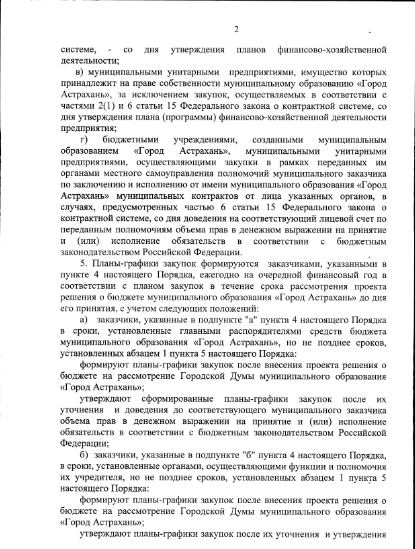 2
системе, - со дня утверждения планов финансово-хозяйственной
деятельности;
в) муниципальными унитарными предприятиями, имущество которых
принадлежит на праве собственности муниципальному образованию «Город
Астрахань», за исключением закупок, осуществляемых в соответствии с
частями 2(1) и 6 статьи 15 Федерального закона о контрактной системе, со
дня утверждения плана (программы) финансово-хозяйственной деятельности
предприятия;
г) бюджетными учреждениями, созданными муниципальным
образованием «Город Астрахань», муниципальными унитарными
предприятиями, осуществляющими закупки в рамках переданных им
органами местного самоуправления полномочий муниципального заказчика
по заключению и исполнению от имени муниципального образования «Город
Астрахань» муниципальных контрактов от лица указанных органов, в
случаях, предусмотренных частью 6 статьи 15 Федерального закона о
контрактной системе, со дня доведения на соответствующий лицевой счет по
переданным полномочиям объема прав в денежном выражении на принятие
и (или) исполнение обязательств в соответствии с бюджетным
законодательством Российской Федерации.
5. Планы-графики закупок формируются заказчиками, указанными в
пункте 4 настоящего Порядка, ежегодно на очередной финансовый год в
соответствии с планом закупок в течение срока рассмотрения проекта
решения о бюджете муниципального образования «Город Астрахань» до дня
его принятия, с учетом следующих положений:
а) заказчики, указанные в подпункте "а" пункта 4 настоящего Порядка
в сроки, установленные главными распорядителями средств бюджета
муниципального образования «Город Астрахань», но не позднее сроков,
установленных абзацем 1 пункта 5 настоящего Порядка:
формируют планы-графики закупок после внесения проекта решения о
бюджете на рассмотрение Городской Думы муниципального образования
«Город Астрахань»;
утверждают сформированные планы-графики закупок после их
уточнения и доведения до соответствующего муниципального заказчика
объема прав в денежном выражении на принятие и (или) исполнение
обязательств в соответствии с бюджетным законодательством Российской
Федерации;
б) заказчики, указанные в подпункте "б" пункта 4 настоящего Порядка,
в сроки, установленные органами, осуществляющими функции и полномочия
их учредителя, но не позднее сроков, установленных абзацем 1 пункта 5
настоящего Порядка:
формируют планы-графики закупок после внесения проекта решения о
бюджете на рассмотрение Городской Думы муниципального образования
«Город Астрахань»;
утверждают планы-графики закупок после их уточнения и утверждения